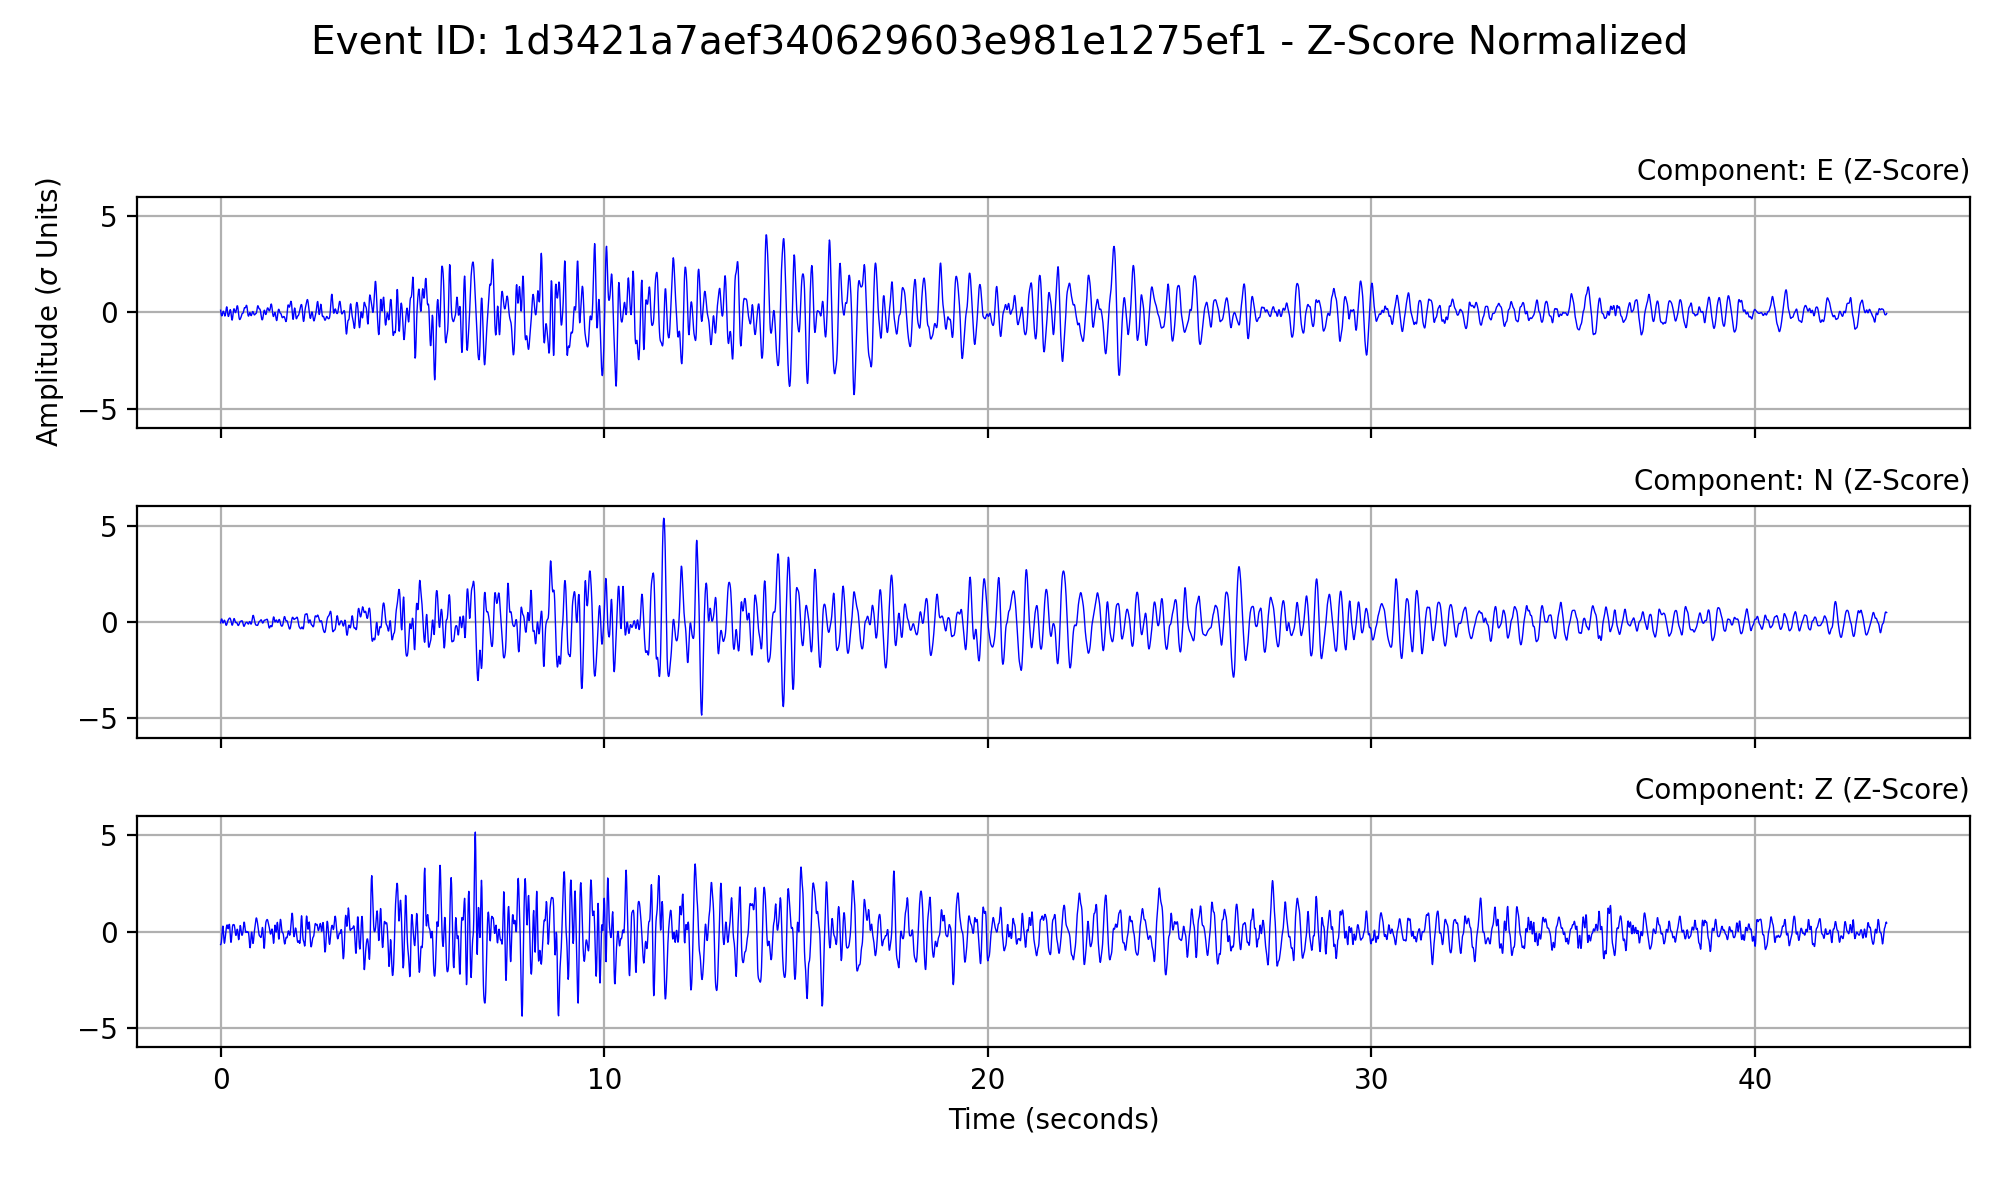 Event ID: 1d3421a7aef340629603e981e1275ef1 - Z-Score Normalized
Component: E (Z-Score)
Amplitude (σ Units)
5
0
−5
Component: N (Z-Score)
5
0
−5
Component: Z (Z-Score)
5
0
−5
0 10 20 30 40
Time (seconds)